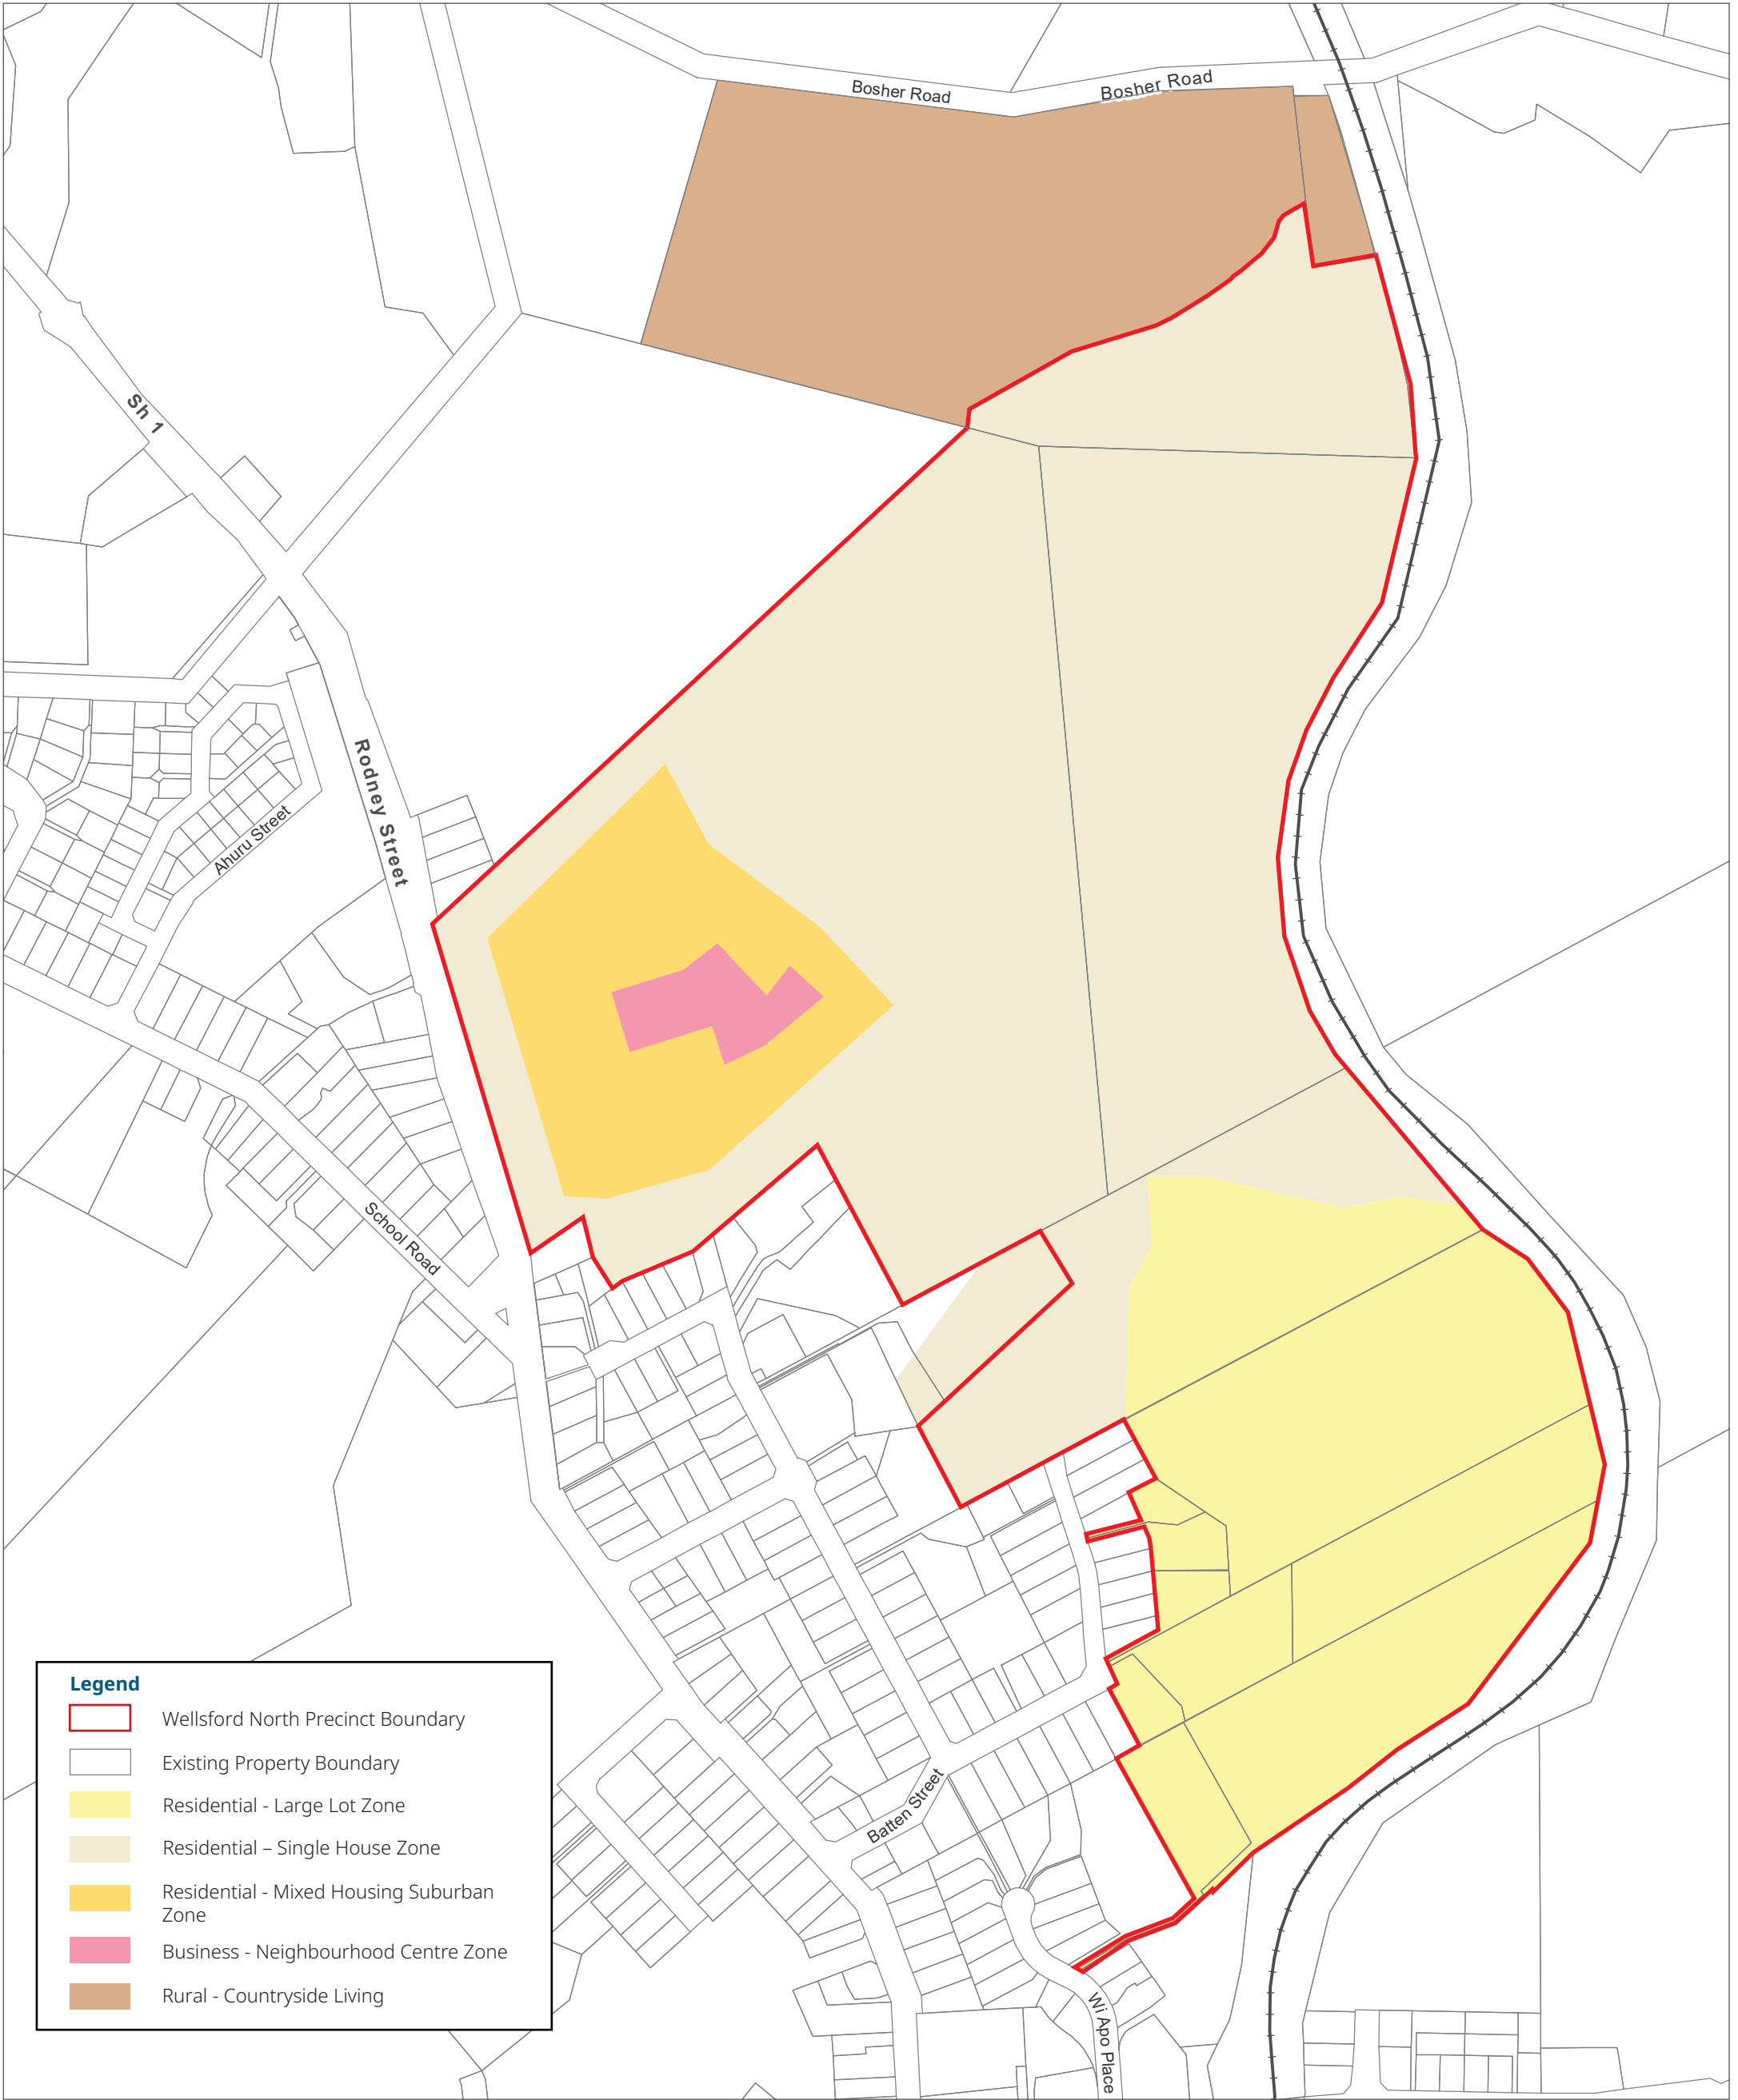 Bosher Road
Bosher Road
Sh 1
Rodney Street
Ahuru Street
School Road
Batten Street
Wi Apo Place
Legend
Wellsford North Precinct Boundary
Existing Property Boundary
Residential - Large Lot Zone
Residential – Single House Zone
Residential - Mixed Housing Suburban
Zone
Business - Neighbourhood Centre Zone
Rural - Countryside Living